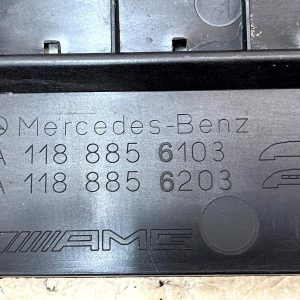 Mercedes-Benz
A 118 885 6103
A 118 885 6203
AMG